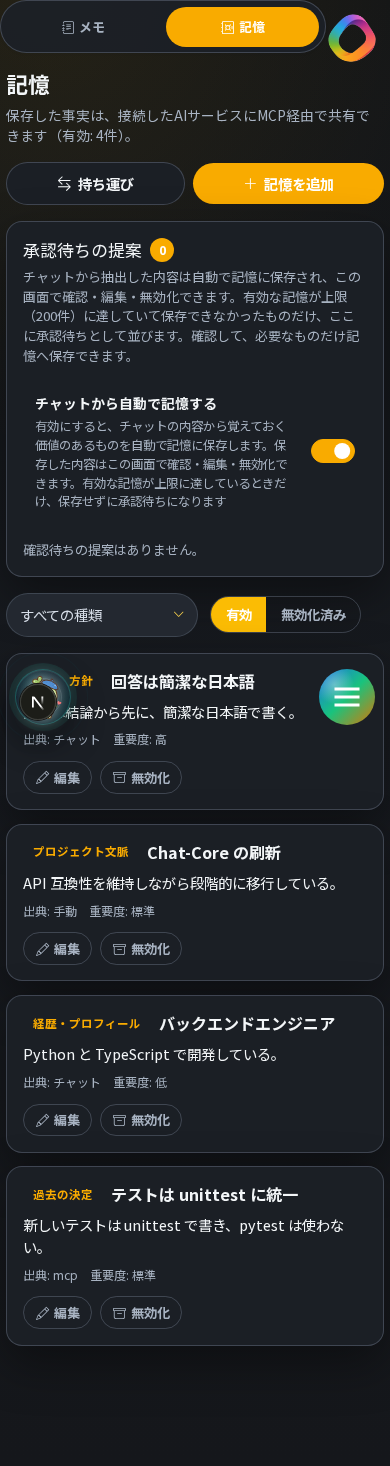 メモ
記憶
記憶
保存した事実は、接続したAIサービスにMCP経由で共有で
きます（有効: 4件）。
持ち運び
記憶を追加
承認待ちの提案 0
チャットから抽出した内容は自動で記憶に保存され、この
画面で確認・編集・無効化できます。有効な記憶が上限
（200件）に達していて保存できなかったものだけ、ここ
に承認待ちとして並びます。確認して、必要なものだけ記
憶へ保存できます。
チャットから自動で記憶する
有効にすると、チャットの内容から覚えておく
価値のあるものを自動で記憶に保存します。保
存した内容はこの画面で確認・編集・無効化で
きます。有効な記憶が上限に達しているときだ
け、保存せずに承認待ちになります
確認待ちの提案はありません。
すべての種類
有効
無効化済み
方針 回答は簡潔な日本語
結論から先に、簡潔な日本語で書く。
出典: チャット 重要度: 高
N
編集 無効化
プロジェクト文脈 Chat-Core の刷新
API 互換性を維持しながら段階的に移行している。
出典: 手動 重要度: 標準
編集 無効化
経歴・プロフィール バックエンドエンジニア
Python と TypeScript で開発している。
出典: チャット 重要度: 低
編集 無効化
過去の決定 テストは unittest に統一
新しいテストは unittest で書き、pytest は使わな
い。
出典: mcp 重要度: 標準
編集 無効化